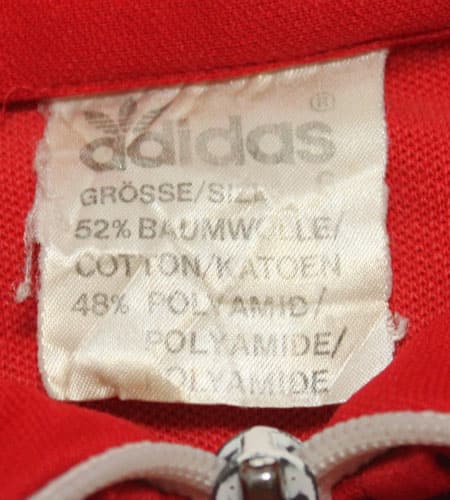 adidas ®
GRÖSSE/SIZE
52% BAUMWOLLE/
COTTON/KATOEN
48% POLYAMID/
POLYAMIDE/
POLYAMIDE